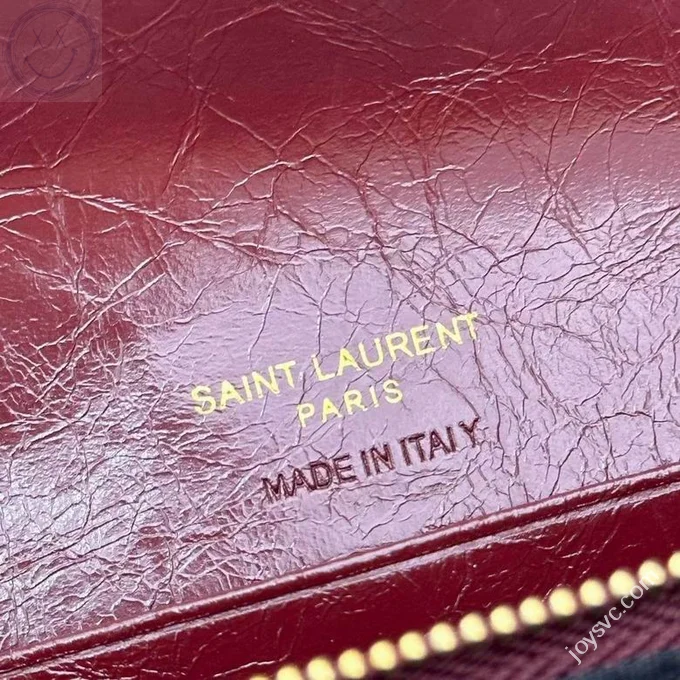 SAINT LAURENT
PARIS
MADE IN ITALY
joysvc.com